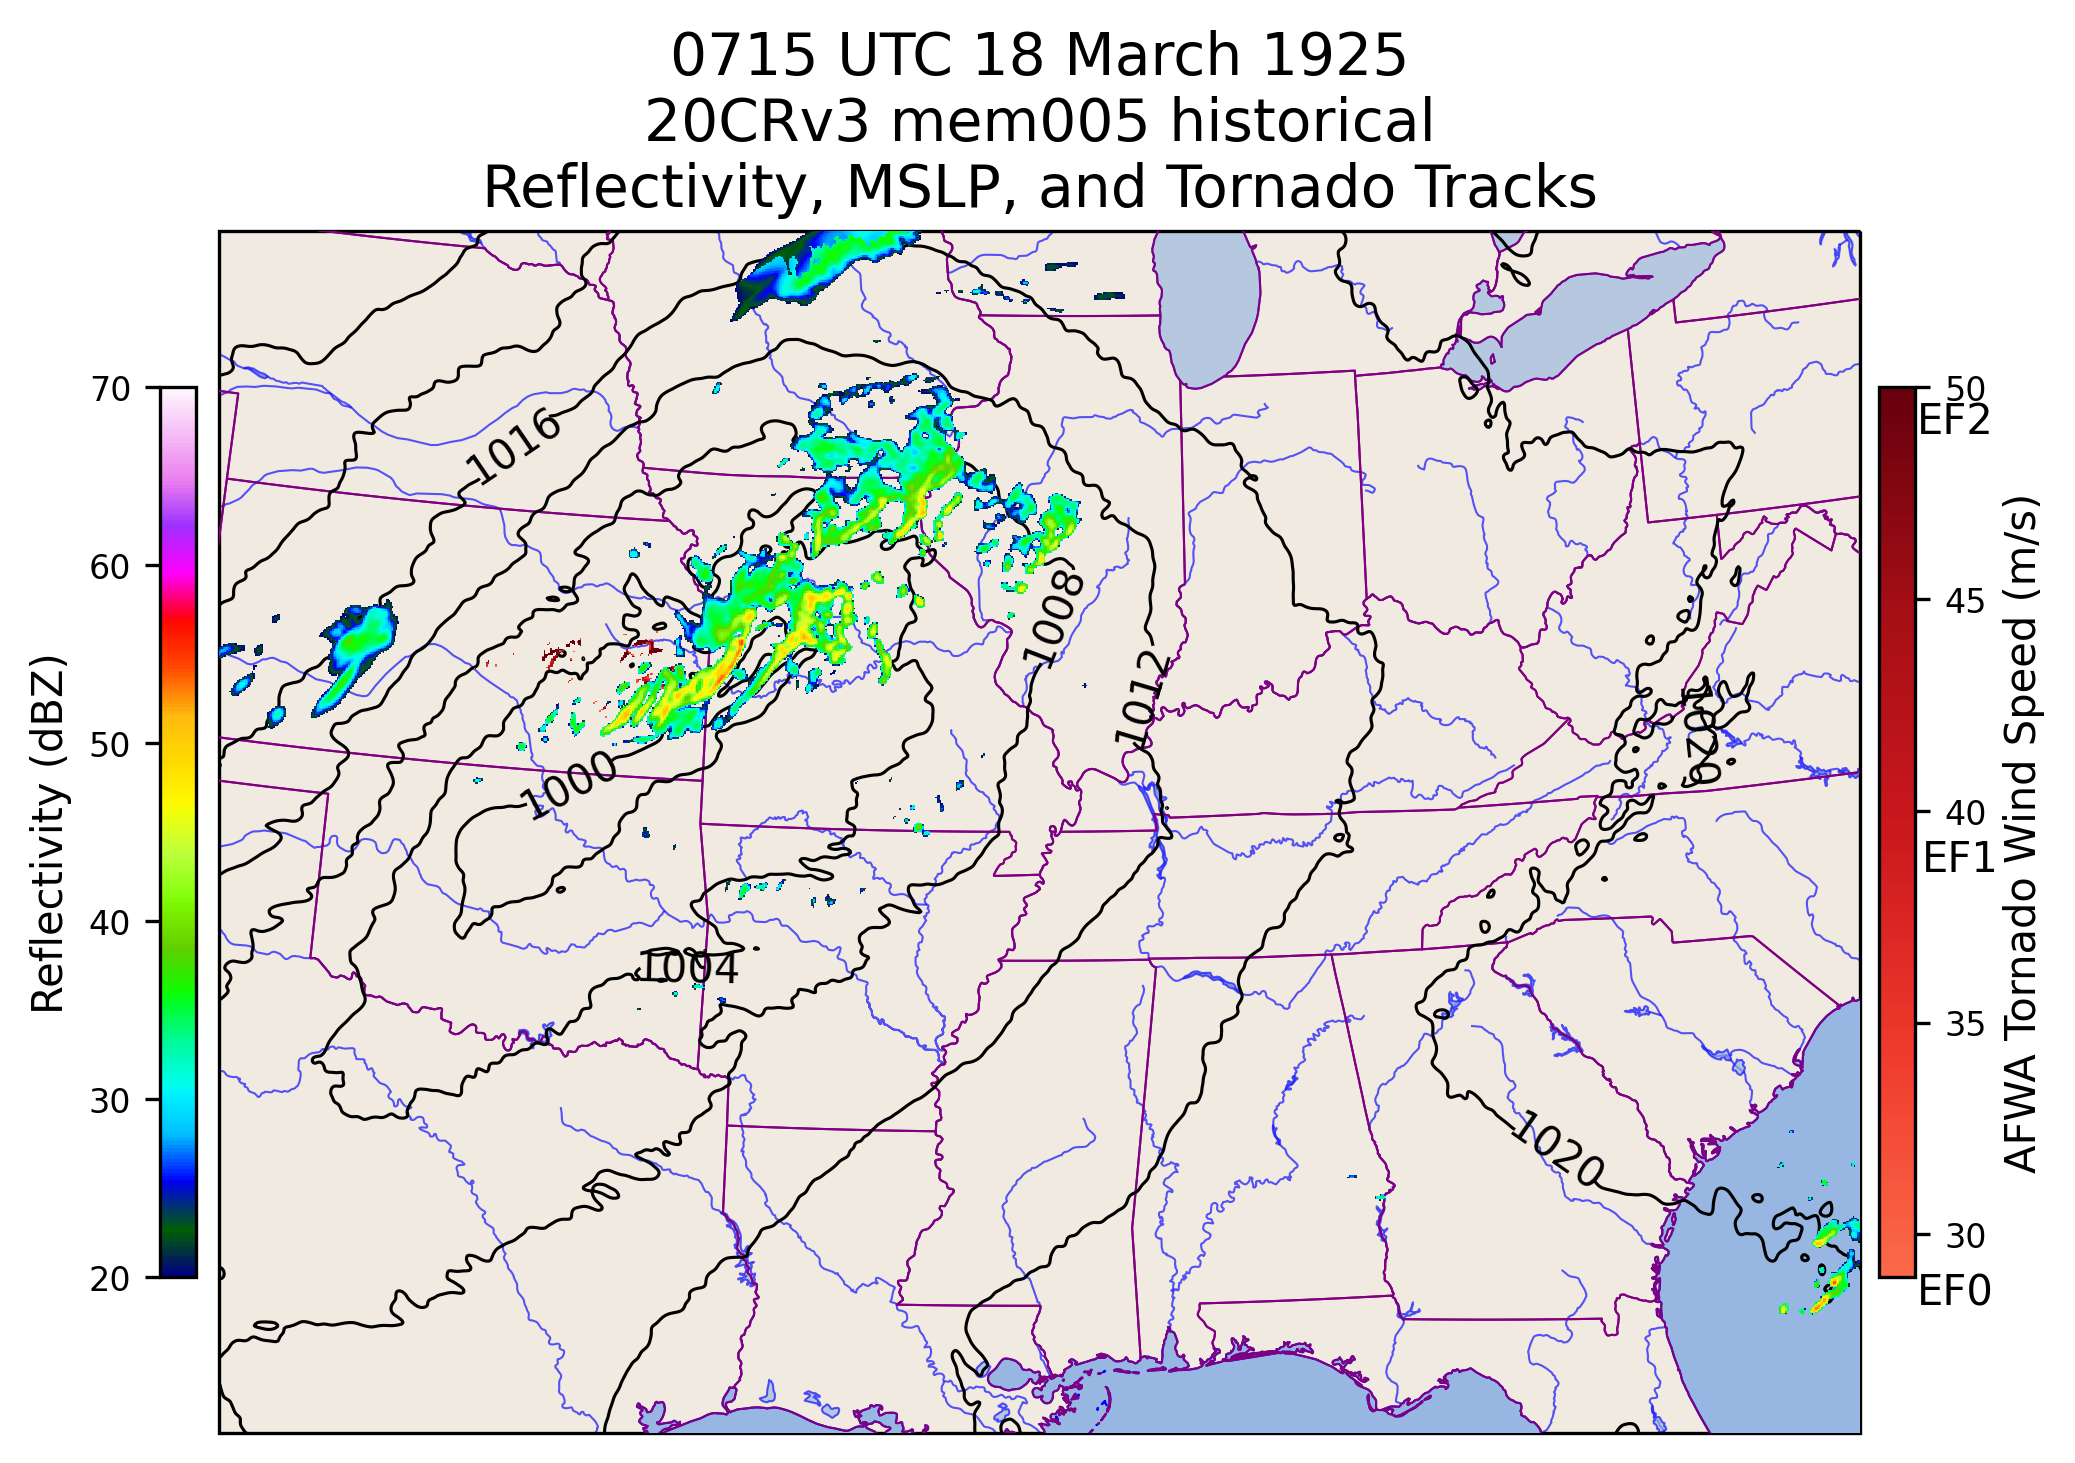 0715 UTC 18 March 1925
20CRv3 mem005 historical
Reflectivity, MSLP, and Tornado Tracks
Reflectivity (dBZ)
70
60
50
40
30
20
1016
1008
1012
1000
1004
1020
1020
50
EF2
45
40
EF1
35
30
EF0
AFWA Tornado Wind Speed (m/s)